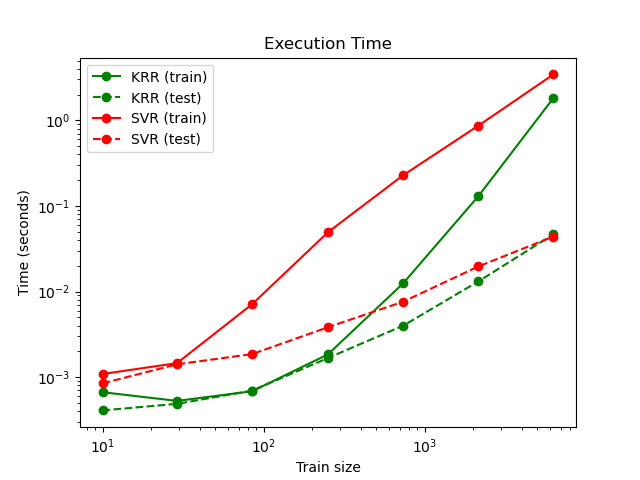 Execution Time
KRR (train)
KRR (test)
SVR (train)
SVR (test)
Time (seconds)
10⁰
10⁻¹
10⁻²
10⁻³
10¹
10²
10³
Train size